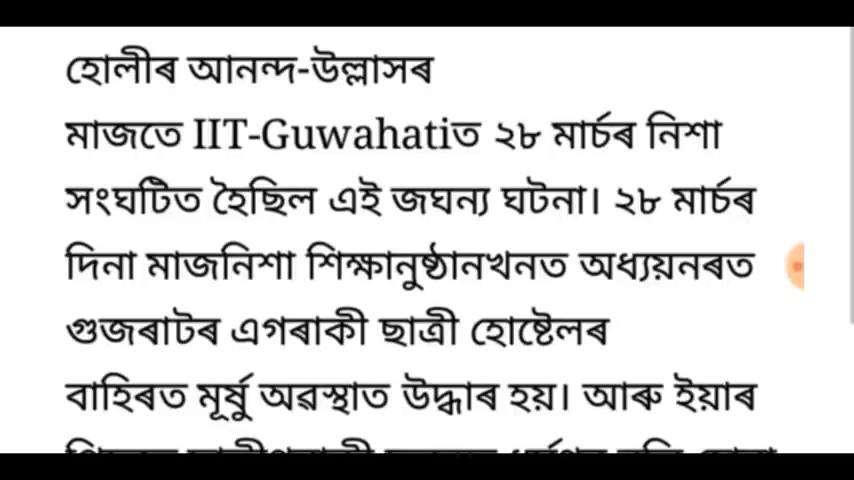 হোলীৰ আনন্দ-উল্লাসৰ
মাজতে IIT-Guwahatiত ২৮ মাৰ্চৰ নিশা
সংঘটিত হৈছিল এই জঘন্য ঘটনা। ২৮ মাৰ্চৰ
দিনা মাজনিশা শিক্ষানুষ্ঠানখনত অধ্যয়নৰত
গুজৰাটৰ এগৰাকী ছাত্ৰী হোষ্টেলৰ
বাহিৰত মূৰ্ষু অৱস্থাত উদ্ধাৰ হয়। আৰু ইয়াৰ